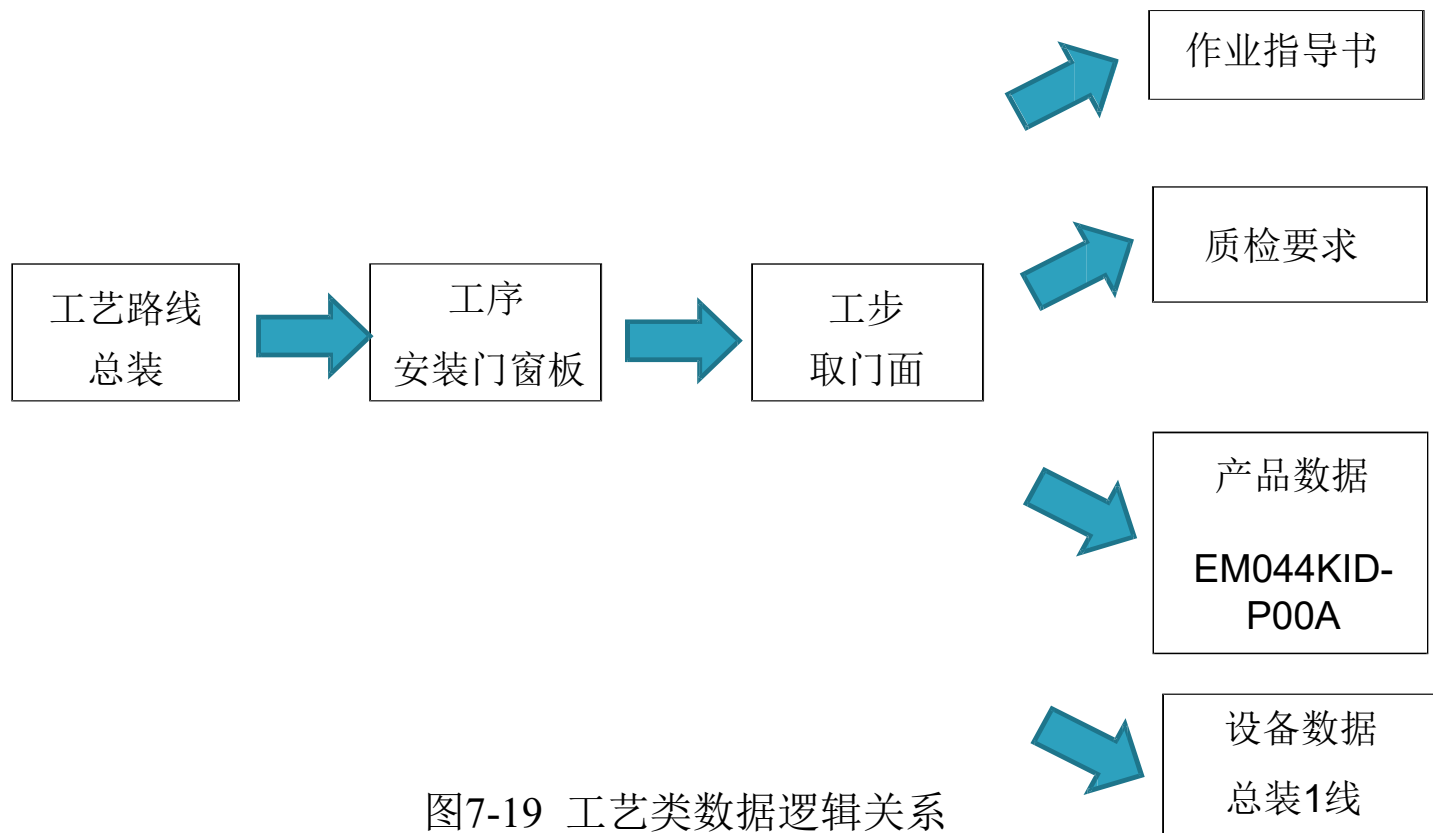 作业指导书
质检要求
工艺路线
总装
工序
安装门窗板
工步
取门面
产品数据
EM044KID-
P00A
设备数据
总装1线
图7-19 工艺类数据逻辑关系